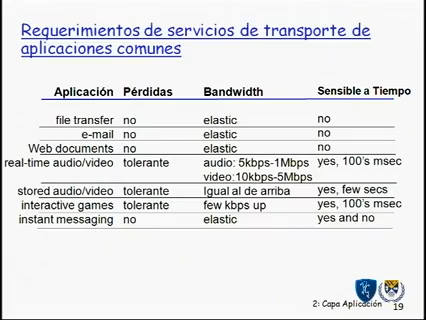 Requerimientos de servicios de transporte de
aplicaciones comunes
Aplicación Pérdidas Bandwidth Sensible a Tiempo
file transfer no elastic no
e-mail no elastic no
Web documents no elastic no
real-time audio/video tolerante audio: 5kbps-1Mbps yes, 100's msec
video:10kbps-5Mbps
stored audio/video tolerante Igual al de arriba yes, few secs
interactive games tolerante few kbps up yes, 100's msec
instant messaging no elastic yes and no
2: Capa Aplicación 19